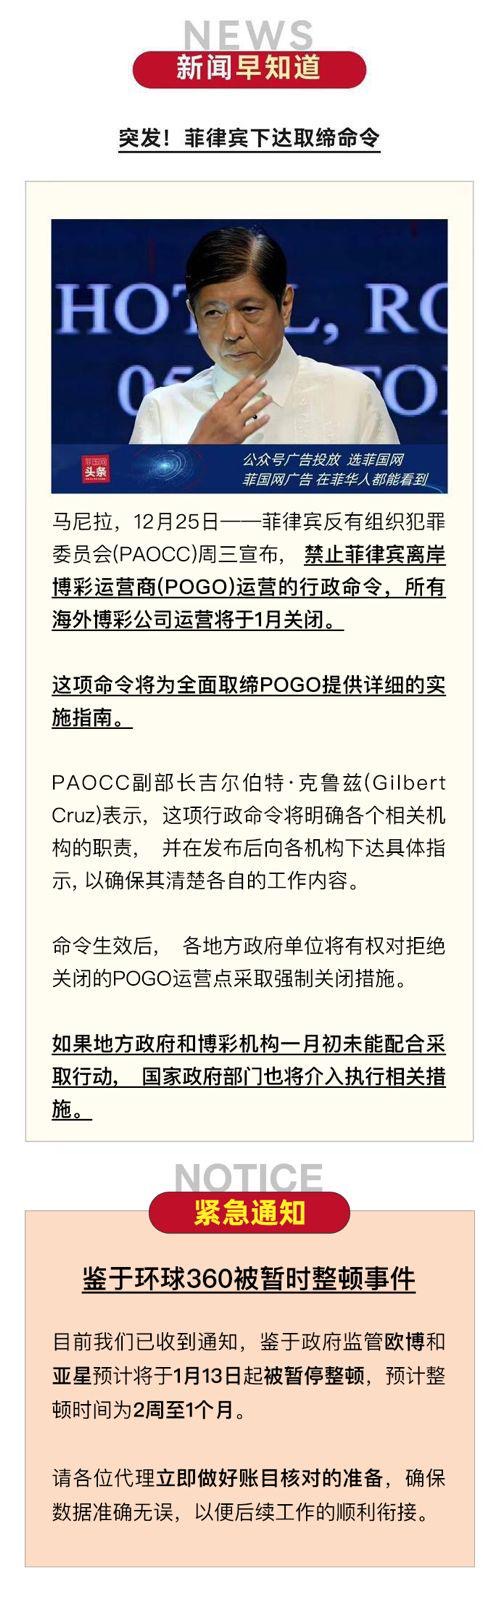 NEWS
新闻早知道
突发！菲律宾下达取缔命令
HOTEL, RO
05
TO
菲国网
头条
公众号广告投放 选菲国网
菲国网广告 在菲华人都能看到
马尼拉，12月25日——菲律宾反有组织犯罪
委员会(PAOCC)周三宣布， 禁止菲律宾离岸
博彩运营商(POGO)运营的行政命令，所有
海外博彩公司运营将于1月关闭。
这项命令将为全面取缔POGO提供详细的实
施指南。
PAOCC副部长吉尔伯特·克鲁兹(Gilbert
Cruz)表示，这项行政命令将明确各个相关机
构的职责， 并在发布后向各机构下达具体指
示, 以确保其清楚各自的工作内容。
命令生效后， 各地方政府单位将有权对拒绝
关闭的POGO运营点采取强制关闭措施。
如果地方政府和博彩机构一月初未能配合采
取行动， 国家政府部门也将介入执行相关措
施。
NOTICE
紧急通知
鉴于环球360被暂时整顿事件
目前我们已收到通知，鉴于政府监管欧博和
亚星预计将于1月13日起被暂停整顿，预计整
顿时间为2周至1个月。
请各位代理立即做好账目核对的准备，确保
数据准确无误，以便后续工作的顺利衔接。